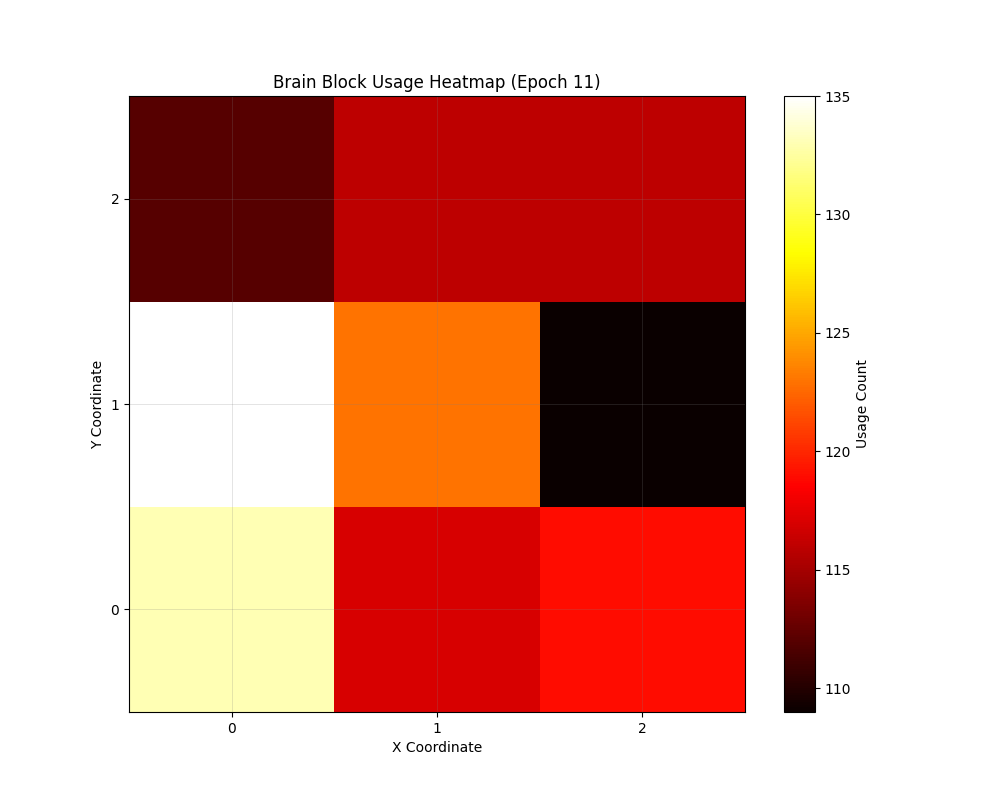 Brain Block Usage Heatmap (Epoch 11)
135
130
125
120
115
110
Usage Count
2
1
0
Y Coordinate
0 1 2
X Coordinate